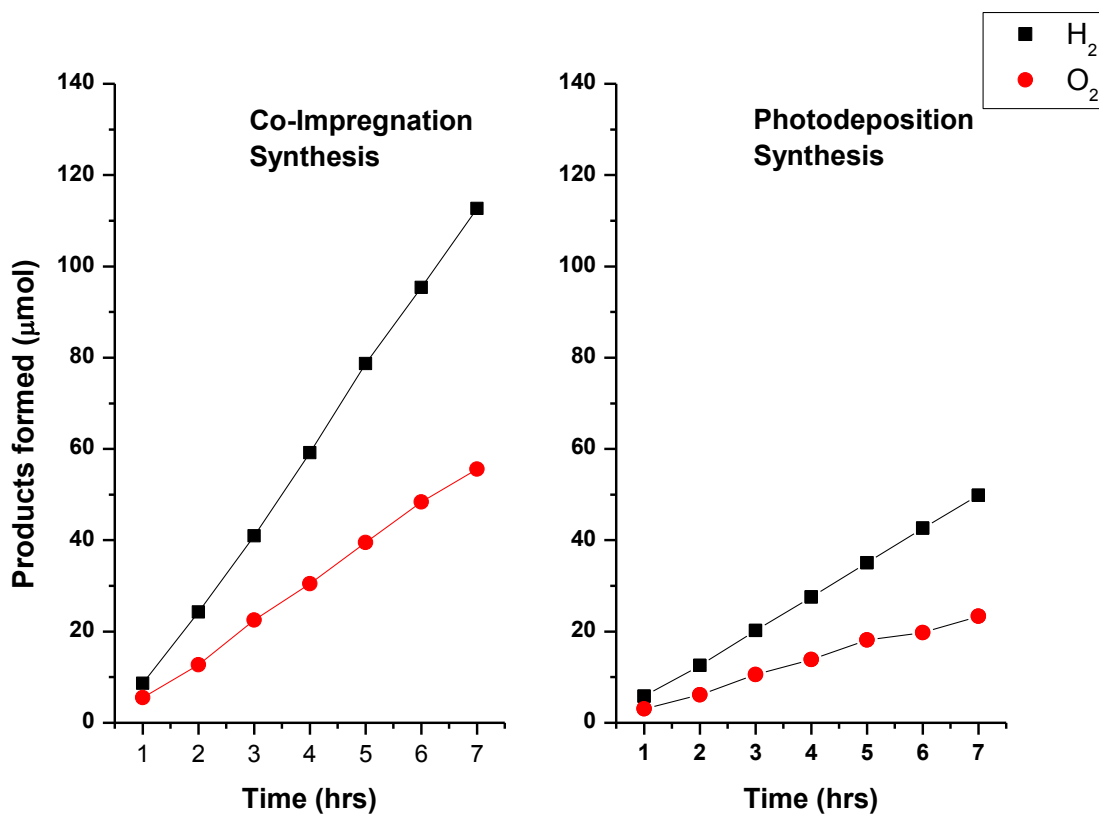 H2
O2
Co-Impregnation
Synthesis
Photodeposition
Synthesis
Products formed (μmol)
140
120
100
80
60
40
20
0
1 2 3 4 5 6 7
Time (hrs)
140
120
100
80
60
40
20
0
1 2 3 4 5 6 7
Time (hrs)